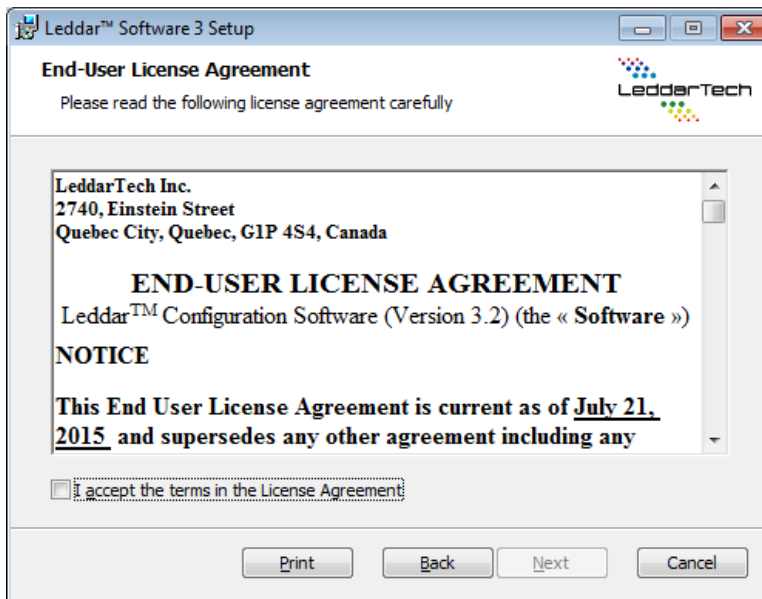 Leddar™ Software 3 Setup
End-User License Agreement
Please read the following license agreement carefully
LeddarTech
LeddarTech Inc.
2740, Einstein Street
Quebec City, Quebec, G1P 4S4, Canada
END-USER LICENSE AGREEMENT
Leddar™ Configuration Software (Version 3.2) (the « Software »)
NOTICE
This End User License Agreement is current as of July 21,
2015 and supersedes any other agreement including any
I accept the terms in the License Agreement
Print Back Next Cancel